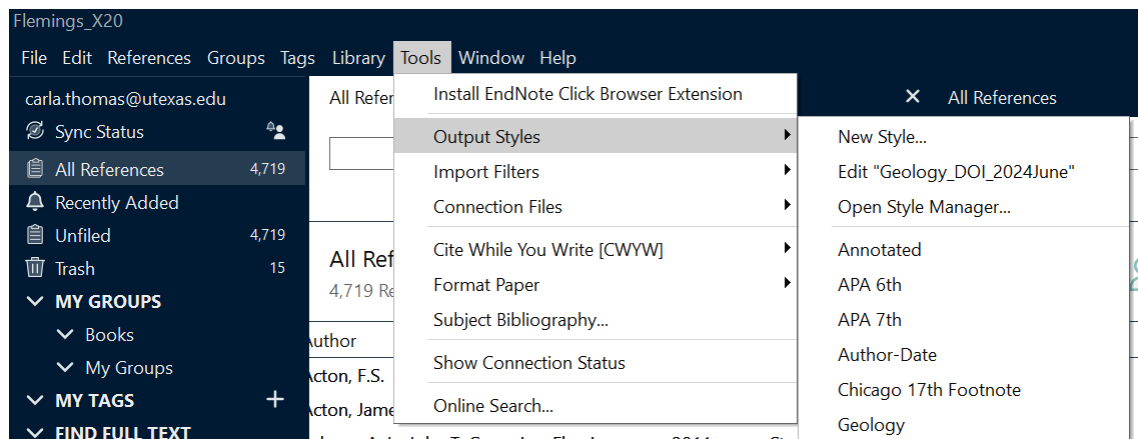 Flemings_X20
File Edit References Groups Tags Library Tools Window Help
carla.thomas@utexas.edu
Sync Status
All References 4,719
Recently Added
Unfiled 4,719
Trash 15
MY GROUPS
Books
My Groups
MY TAGS +
FIND FULL TEXT
All Refer
All Ref
4,719 Re
Author
Acton, F.S.
Acton, Jame
Install EndNote Click Browser Extension
Output Styles
Import Filters
Connection Files
Cite While You Write [CWYW]
Format Paper
Subject Bibliography...
Show Connection Status
Online Search...
All References
New Style...
Edit "Geology_DOI_2024June"
Open Style Manager...
Annotated
APA 6th
APA 7th
Author-Date
Chicago 17th Footnote
Geology